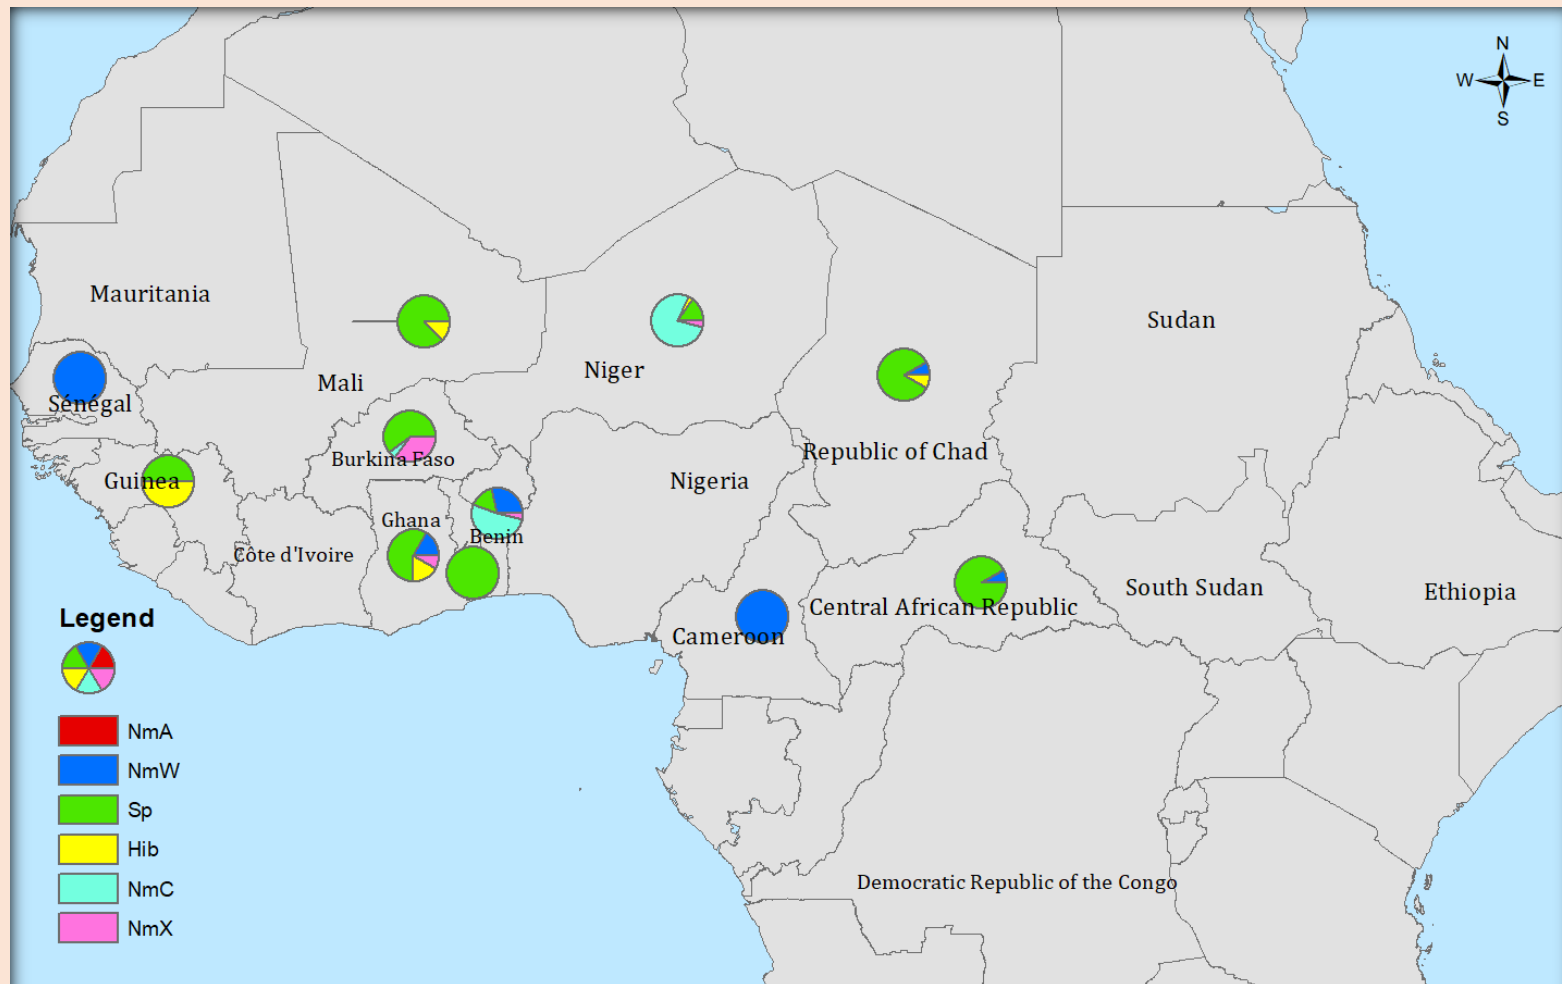 N
W E
S
Mauritania
Sudan
Niger
Mali
Sénégal
Republic of Chad
Burkina Faso
Guinea
Nigeria
Ghana
Benin
Côte d'Ivoire
South Sudan
Ethiopia
Central African Republic
Cameroon
Legend
NmA
NmW
Sp
Hib
NmC
NmX
Democratic Republic of the Congo